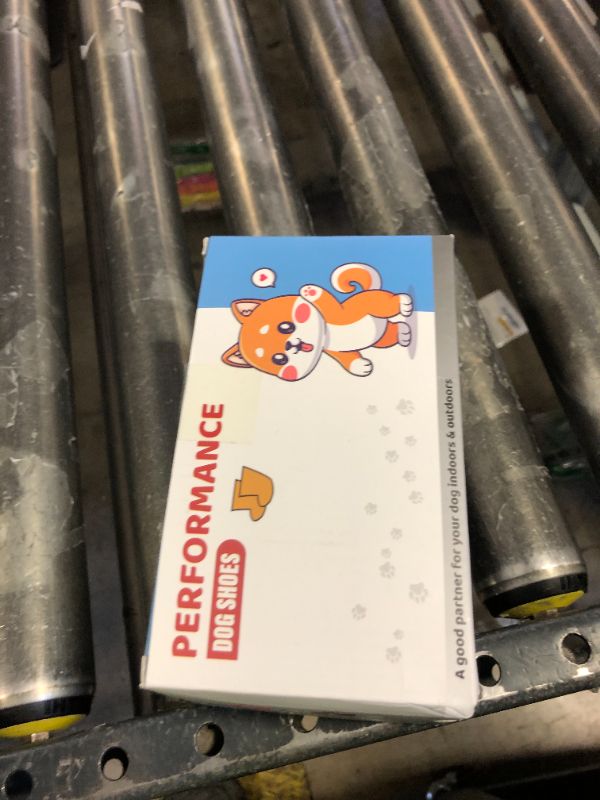 PERFORMANCE
DOG SHOES
A good partner for your dog indoors & outdoors